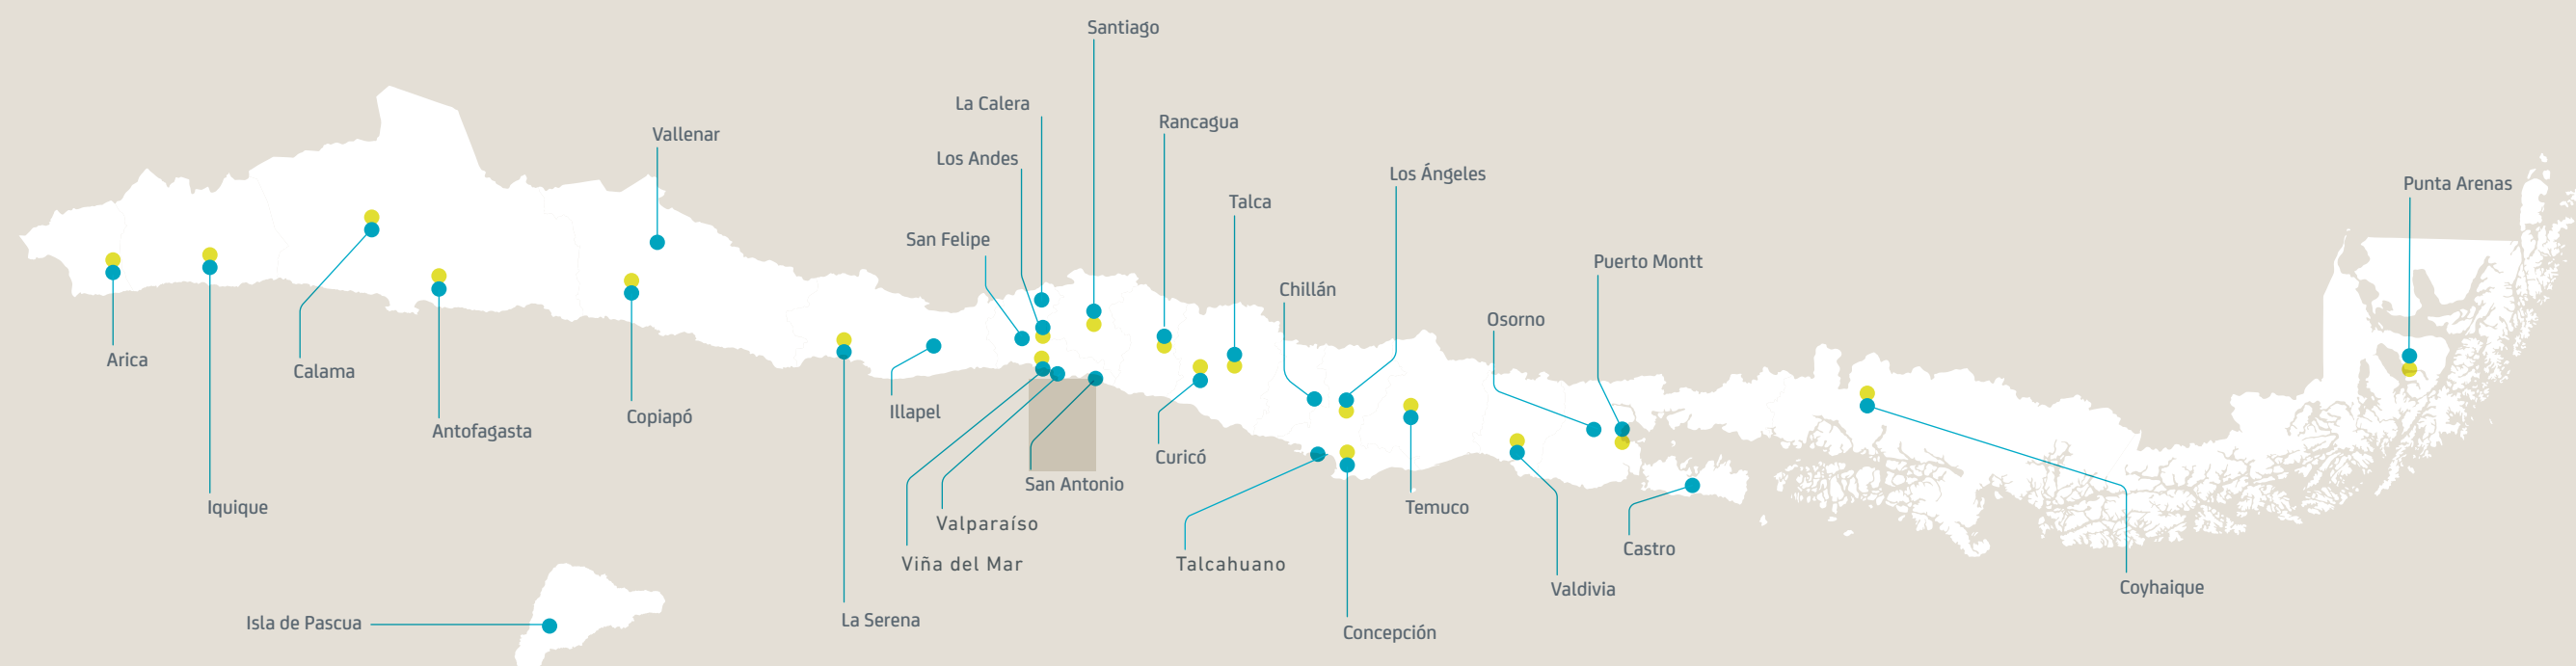 Santiago
La Calera
Rancagua
Vallenar
Los Andes
Los Ángeles
Punta Arenas
Talca
San Felipe
Puerto Montt
Chillán
Osorno
Arica
Calama
Illapel
Copiapó
Antofagasta
Curicó
San Antonio
Iquique
Temuco
Valparaíso
Castro
Viña del Mar
Talcahuano
Coyhaique
Valdivia
La Serena
Isla de Pascua
Concepción